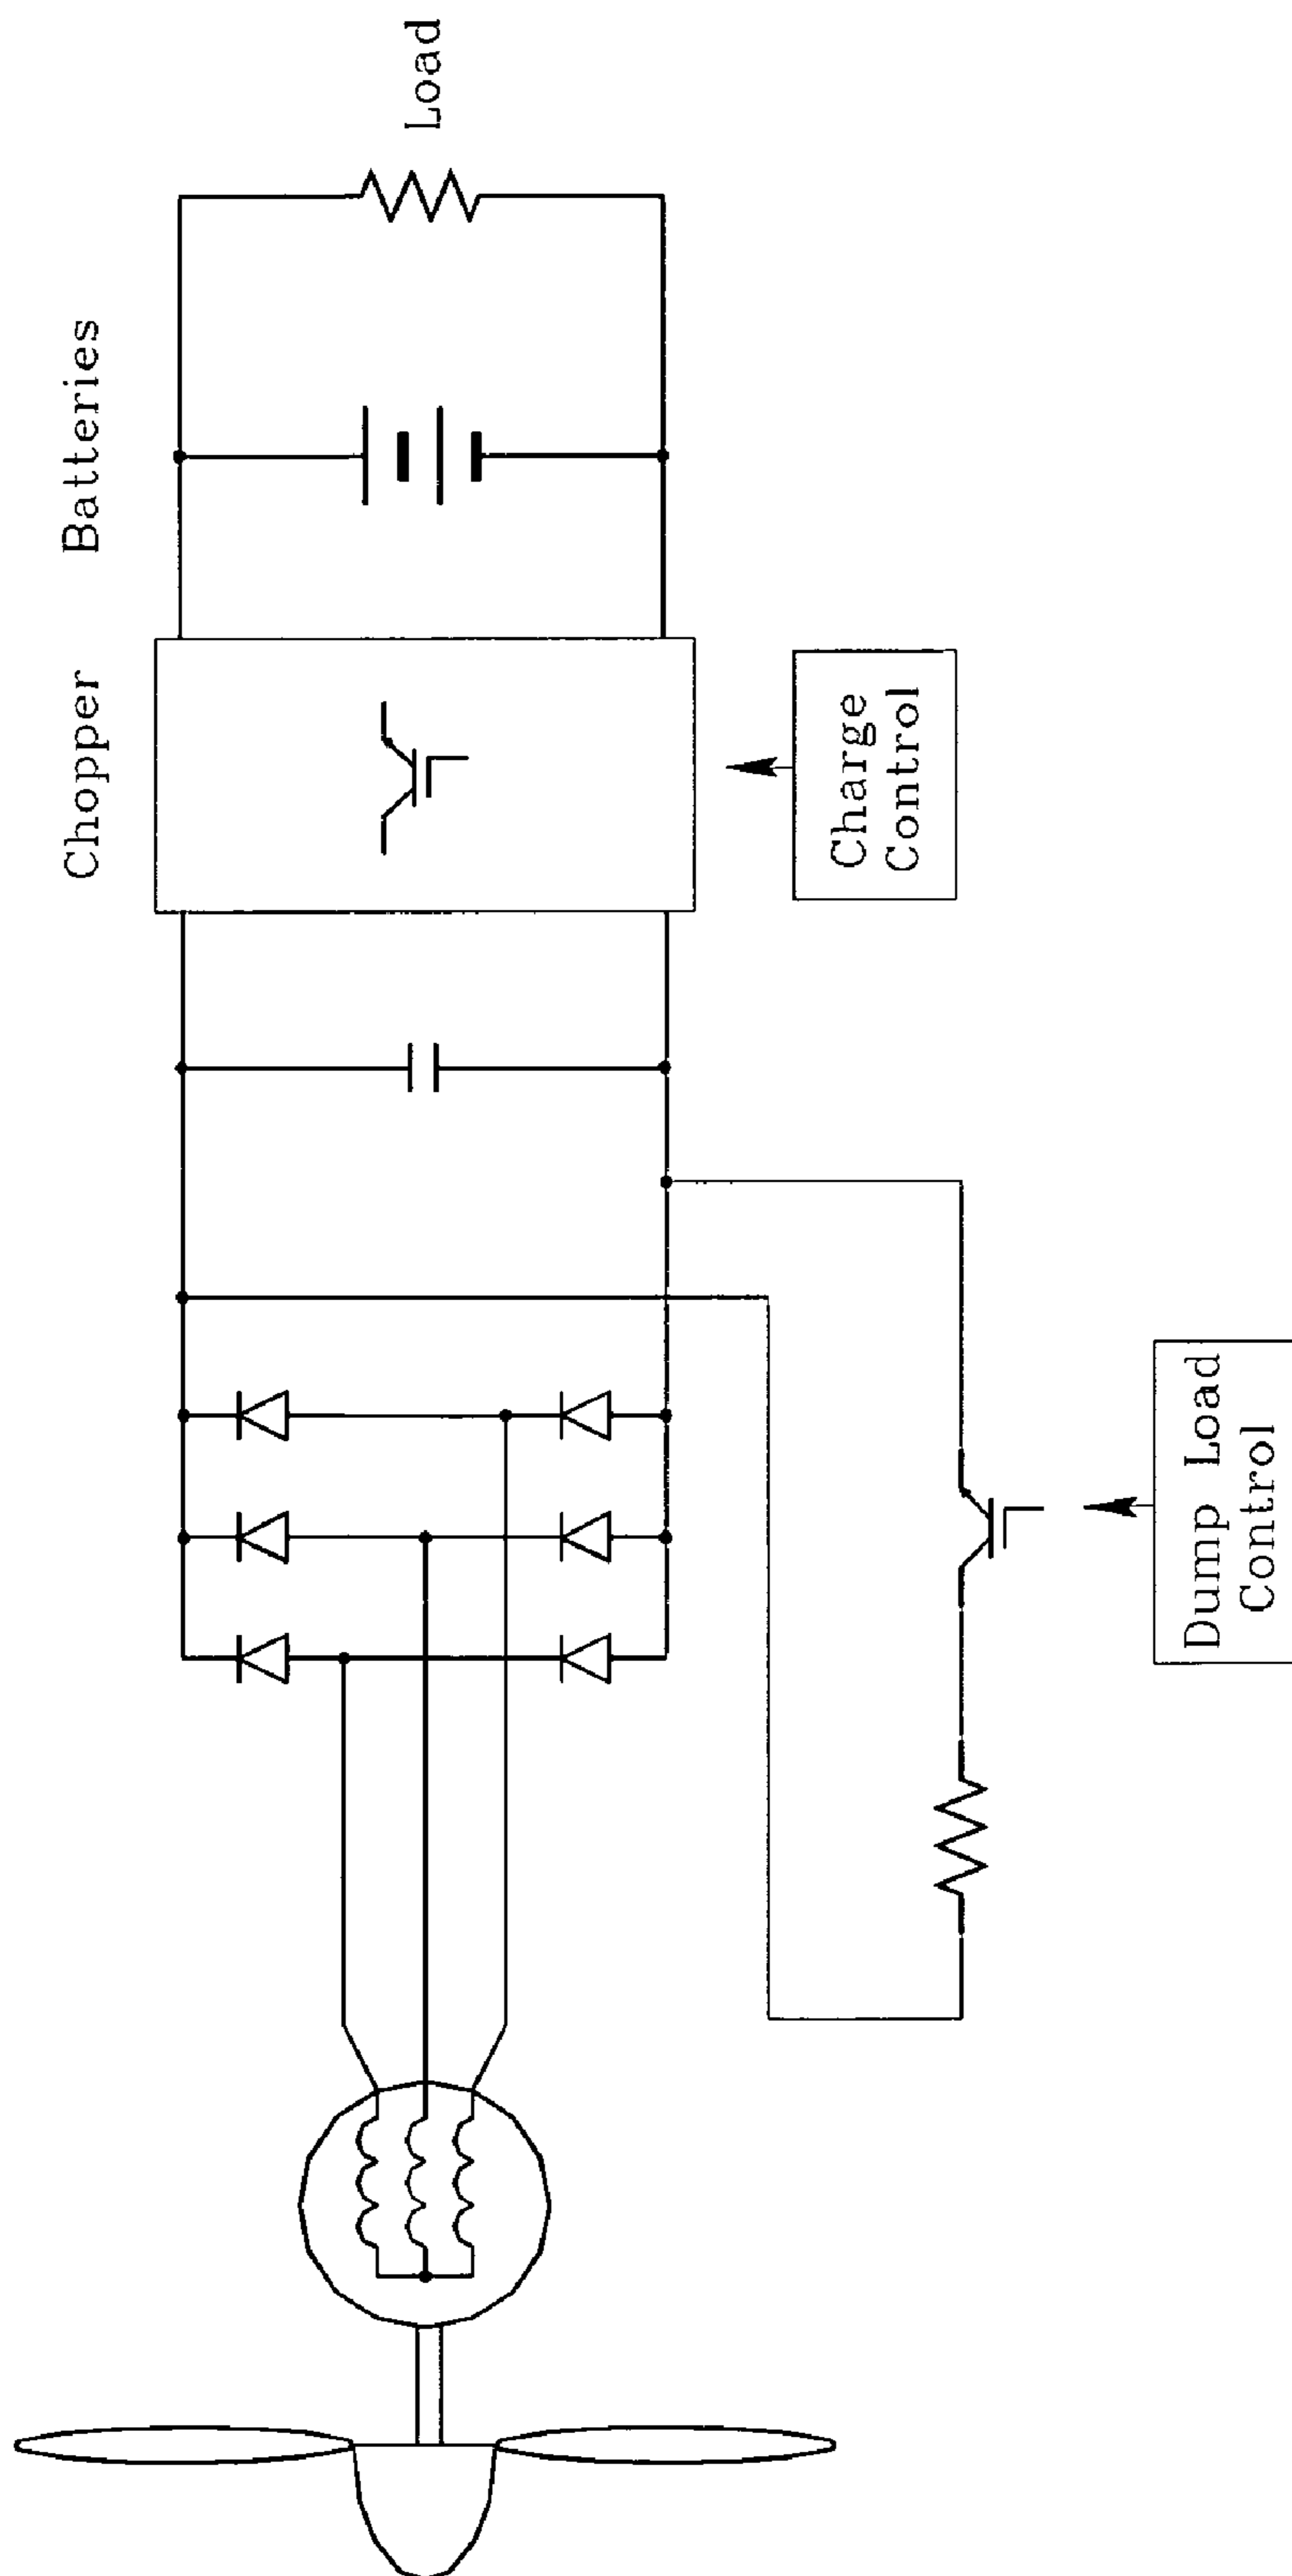 Chopper
Batteries
Load
Charge
Control
Dump Load
Control